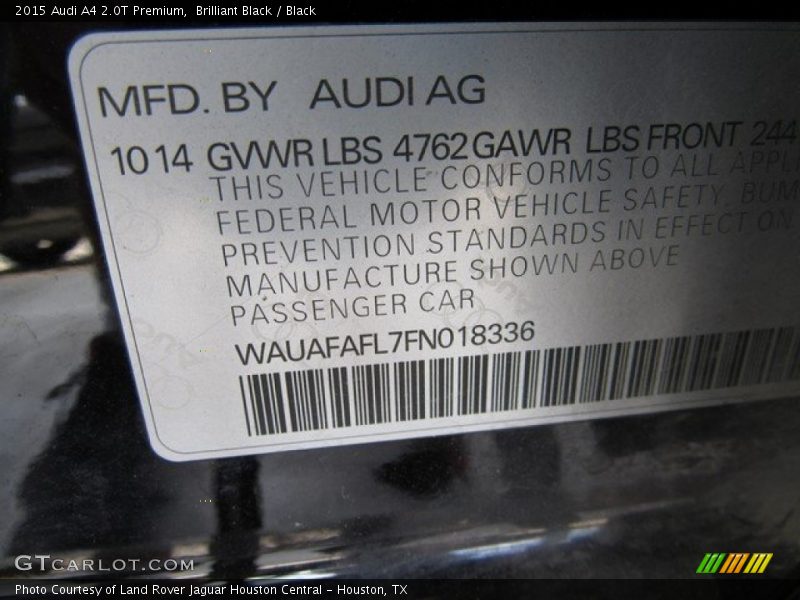 2015 Audi A4 2.0T Premium,  Brilliant Black / Black
MFD. BY AUDI AG
10 14 GVWR LBS 4762 GAWR LBS FRONT 244
THIS VEHICLE CONFORMS TO ALL APPLI
FEDERAL MOTOR VEHICLE SAFETY, BUM
PREVENTION STANDARDS IN EFFECT ON
MANUFACTURE SHOWN ABOVE
PASSENGER CAR
WAUAFAFL7FN018336
GTCARLOT.COM
Photo Courtesy of Land Rover Jaguar Houston Central - Houston, TX